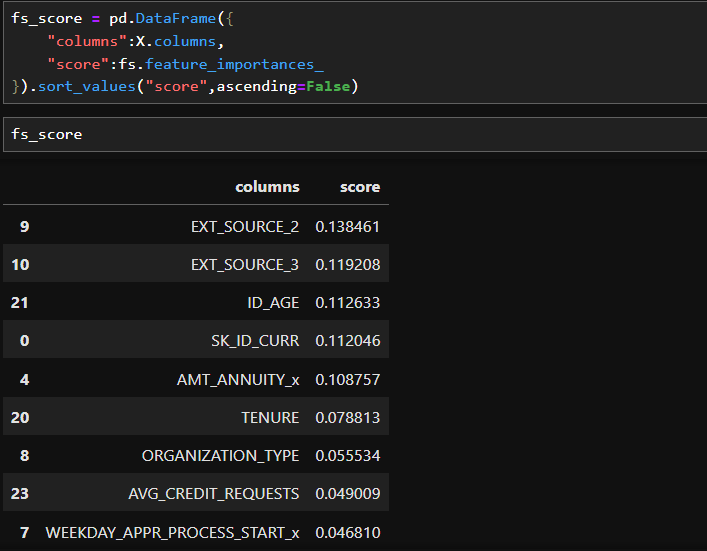 fs_score = pd.DataFrame({
"columns":X.columns,
"score":fs.feature_importances_
}).sort_values("score",ascending=False)
fs_score
columns score
9 EXT_SOURCE_2 0.138461
10 EXT_SOURCE_3 0.119208
21 ID_AGE 0.112633
0 SK_ID_CURR 0.112046
4 AMT_ANNUITY_x 0.108757
20 TENURE 0.078813
8 ORGANIZATION_TYPE 0.055534
23 AVG_CREDIT_REQUESTS 0.049009
7 WEEKDAY_APPR_PROCESS_START_x 0.046810